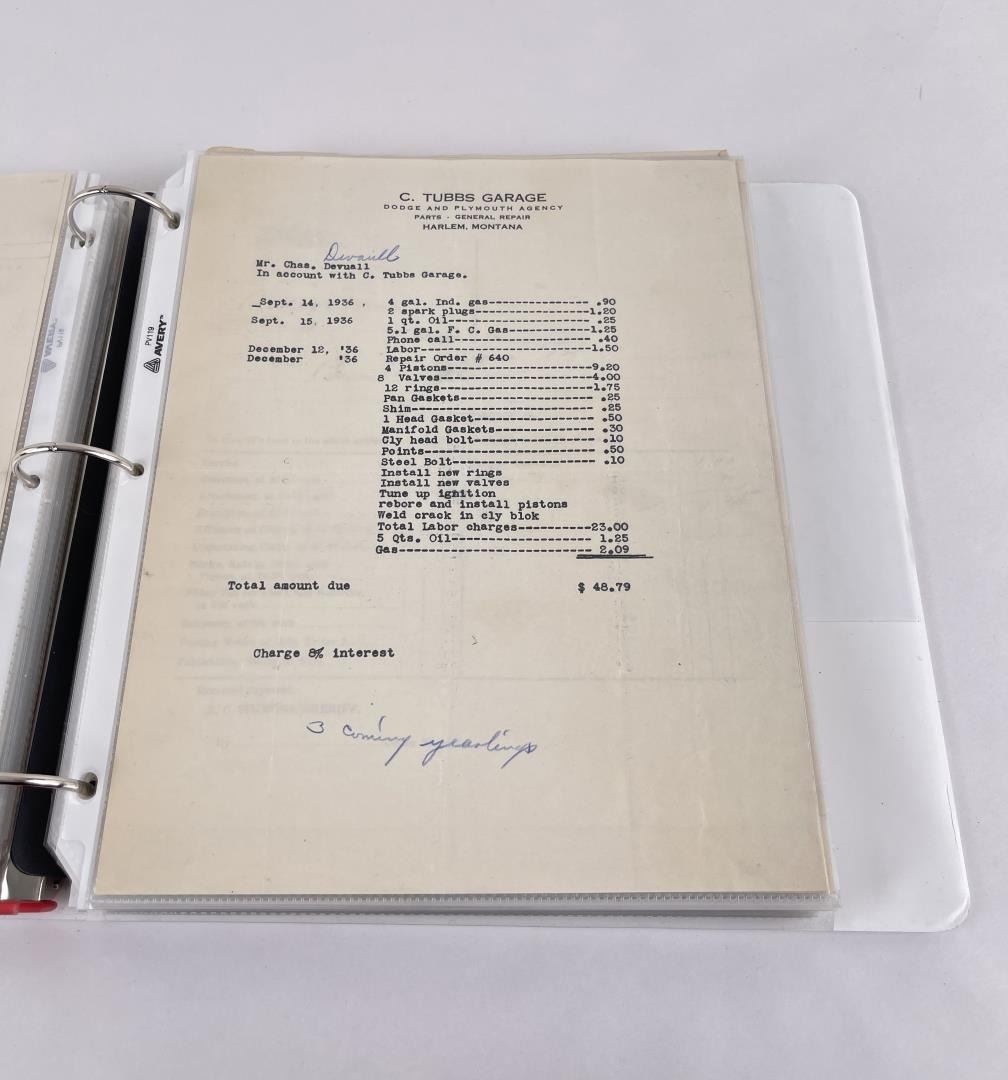 C. TUBBS GARAGE
DODGE AND PLYMOUTH AGENCY
PARTS - GENERAL REPAIR
HARLEM, MONTANA
Mr. Chas. Devuall
In account with C. Tubbs Garage.
Sept. 14, 1936, 4 gal. Ind. gas---------------- .90
2 spark plugs--------------1.20
Sept. 15, 1936 1 qt. Oil----------------------.25
5.1 gal. F. C. Gas-------------1.25
Phone call--------------------- .40
December 12, '36 Labor--------------------------1.50
December '36 Repair Order # 640
4 Pistons----------------------9.20
8 Valves-----------------------4.00
12 rings-----------------------1.75
Pan Gaskets--------------------- .25
Shim---------------------------- .25
1 Head Gasket------------------- .50
Manifold Gaskets---------------- .30
Cly head bolt------------------- .10
Points-------------------------- .50
Steel Bolt---------------------- .10
Install new rings
Install new valves
Tune up ignition
rebore and install pistons
Weld crack in cly blok
Total Labor charges----------23.00
5 Qts. Oil--------------------- 1.25
Gas---------------------------- 2.09
Total amount due $ 48.79
Charge 8% interest
3 coming yearlings
AVERY
PV119